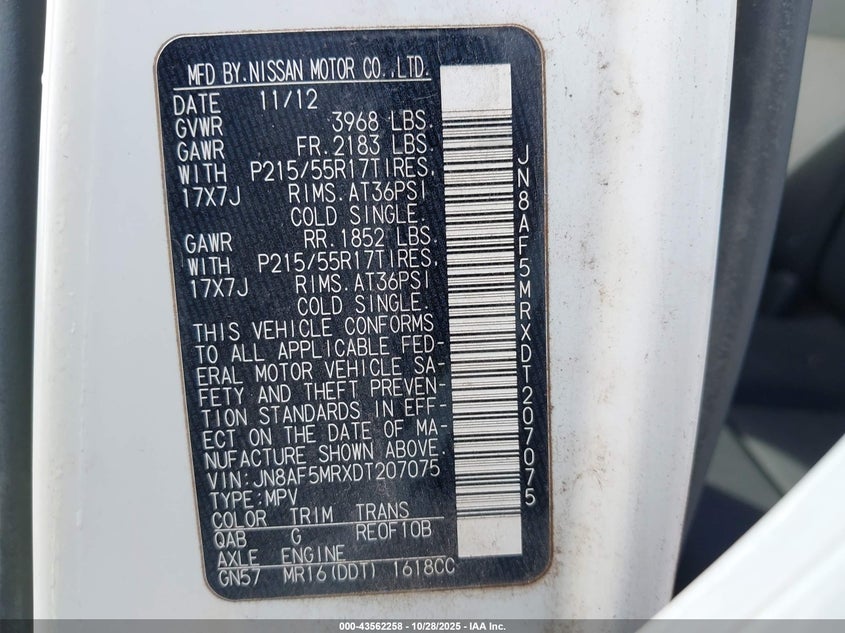 MFD BY.NISSAN MOTOR CO.,LTD.
DATE 11/12
GVWR 3968 LBS.
GAWR FR.2183 LBS.
WITH P215/55R17TIRES,
17X7J RIMS.AT36PSI
COLD SINGLE.
GAWR RR.1852 LBS.
WITH P215/55R17TIRES,
17X7J RIMS.AT36PSI
COLD SINGLE.
THIS VEHICLE CONFORMS
TO ALL APPLICABLE FED-
ERAL MOTOR VEHICLE SA-
FETY AND THEFT PREVEN-
TION STANDARDS IN EFF-
ECT ON THE DATE OF MA-
NUFACTURE SHOWN ABOVE.
VIN:JN8AF5MRXDT207075
TYPE:MPV
COLOR TRIM TRANS
QAB G REOF10B
AXLE ENGINE
GN57 MR16(DDT) 1618CC
JN8AF5MRXDT207075
000-43562258 - 10/28/2025 - IAA Inc.